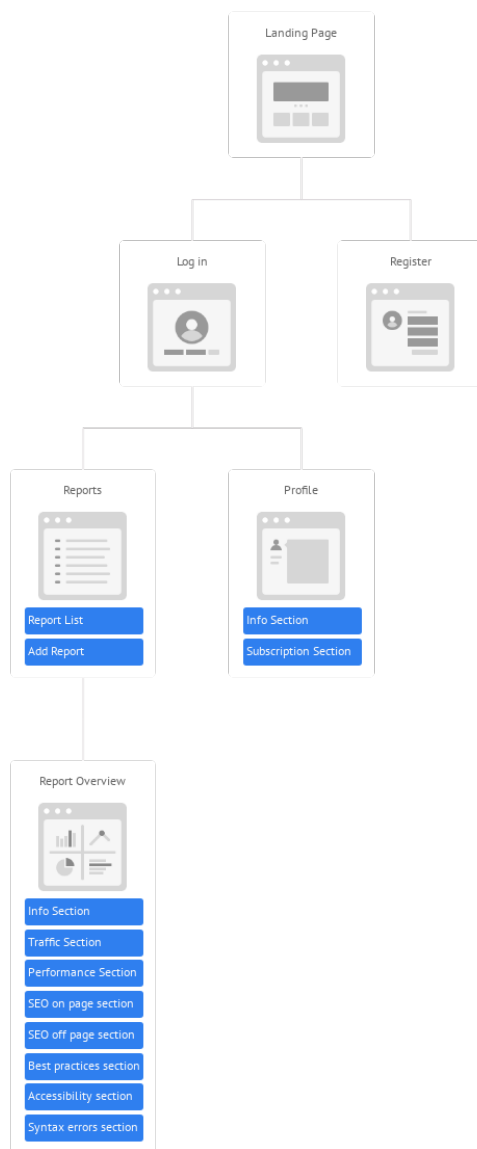 Landing Page
Log in
Register
Reports
Profile
Report List
Info Section
Add Report
Subscription Section
Report Overview
Info Section
Traffic Section
Performance Section
SEO on page section
SEO off page section
Best practices section
Accessibility section
Syntax errors section